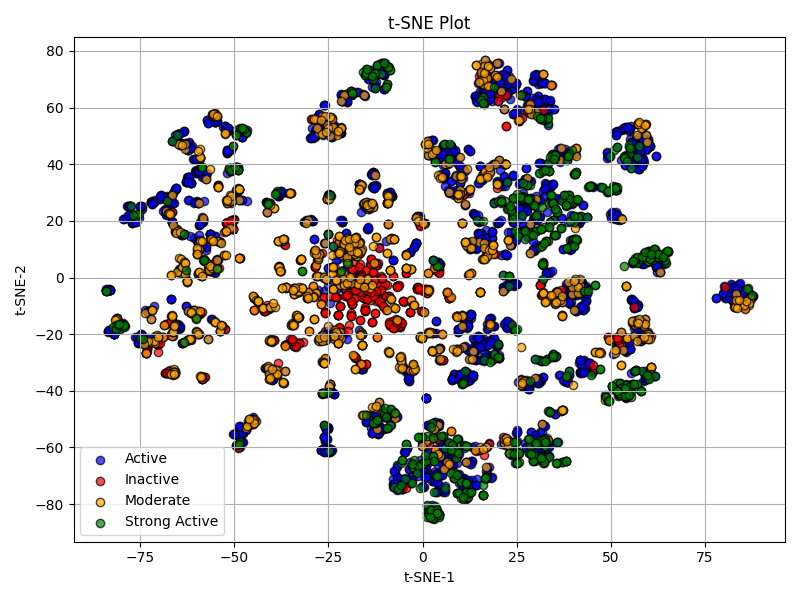 t-SNE Plot
80
60
40
20
0
−20
−40
−60
−80
t-SNE-2
Active
Inactive
Moderate
Strong Active
−75
−50
−25
0
25
50
75
t-SNE-1